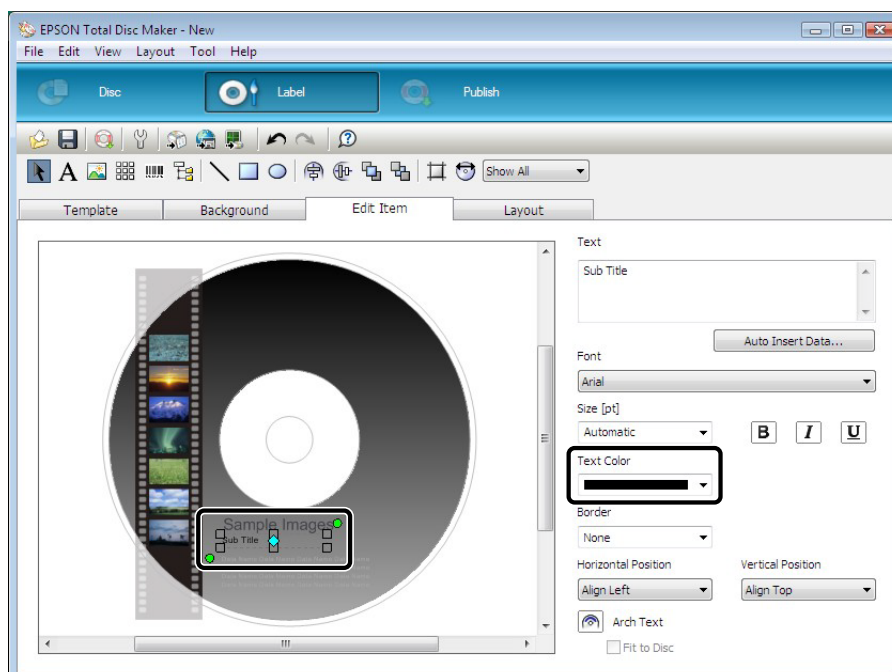 EPSON Total Disc Maker - New
File Edit View Layout Tool Help
Disc Label Publish
A Show All
Template Background Edit Item Layout
Text
Sub Title
Auto Insert Data...
Font
Arial
Size [pt]
Automatic B I U
Text Color
Border
None
Horizontal Position Vertical Position
Align Left Align Top
Arch Text
Fit to Disc
Sample Images
Sub Title